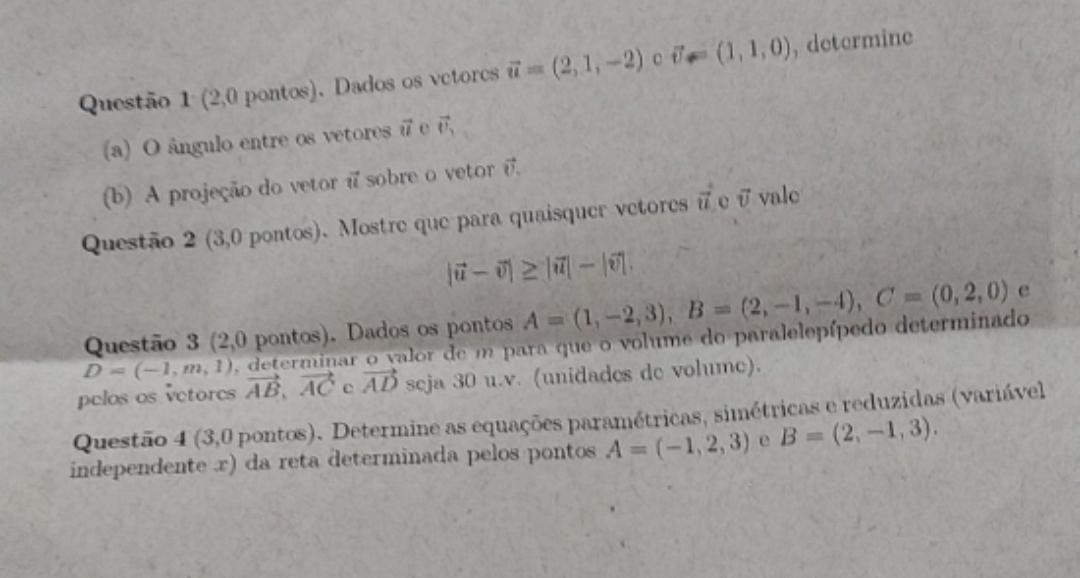 Questão 1 (2,0 pontos). Dados os vetores $\vec{u} = (2, 1, -2)$ e $\vec{v} = (1, 1, 0)$, determine
(a) O ângulo entre os vetores $\vec{u}$ e $\vec{v}$,
(b) A projeção do vetor $\vec{u}$ sobre o vetor $\vec{v}$.
Questão 2 (3,0 pontos). Mostre que para quaisquer vetores $\vec{u}$ e $\vec{v}$ vale
$|\vec{u} - \vec{v}| \geq |\vec{u}| - |\vec{v}|.$
Questão 3 (2,0 pontos). Dados os pontos $A = (1, -2, 3)$, $B = (2, -1, -4)$, $C = (0, 2, 0)$ e
$D = (-1, m, 1)$, determinar o valor de $m$ para que o volume do paralelepípedo determinado
pelos os vetores $\overrightarrow{AB}$, $\overrightarrow{AC}$ e $\overrightarrow{AD}$ seja 30 u.v. (unidades de volume).
Questão 4 (3,0 pontos). Determine as equações paramétricas, simétricas e reduzidas (variável
independente $x$) da reta determinada pelos pontos $A = (-1, 2, 3)$ e $B = (2, -1, 3)$.